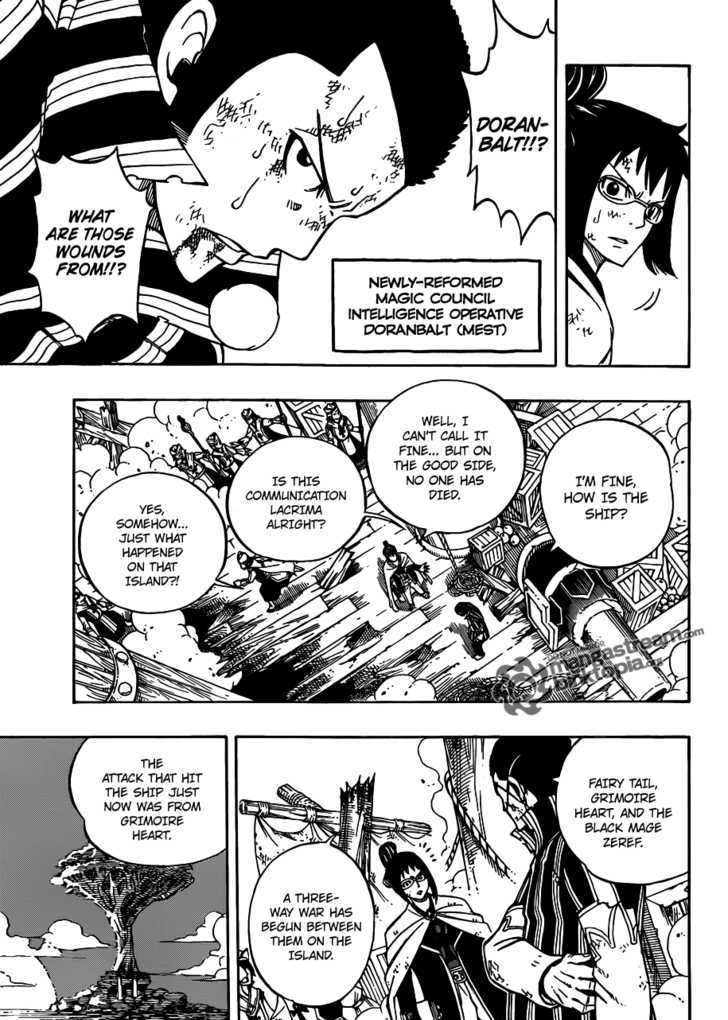 DORAN-
BALT!!?
WHAT
ARE THOSE
WOUNDS
FROM!!?
NEWLY-REFORMED
MAGIC COUNCIL
INTELLIGENCE OPERATIVE
DORANBALT (MEST)
I'M FINE,
HOW IS THE
SHIP?
WELL, I
CAN'T CALL IT
FINE... BUT ON
THE GOOD SIDE,
NO ONE HAS
DIED.
IS THIS
COMMUNICATION
LACRIMA
ALRIGHT?
YES,
SOMEHOW...
JUST WHAT
HAPPENED
ON THAT
ISLAND?!
mangastream.com
FAIRY TAIL,
GRIMOIRE
HEART, AND THE
BLACK MAGE
ZEREF.
A THREE-
WAY WAR HAS
BEGUN BETWEEN
THEM ON THE
ISLAND.
THE
ATTACK THAT HIT
THE SHIP JUST
NOW WAS FROM
GRIMOIRE
HEART.